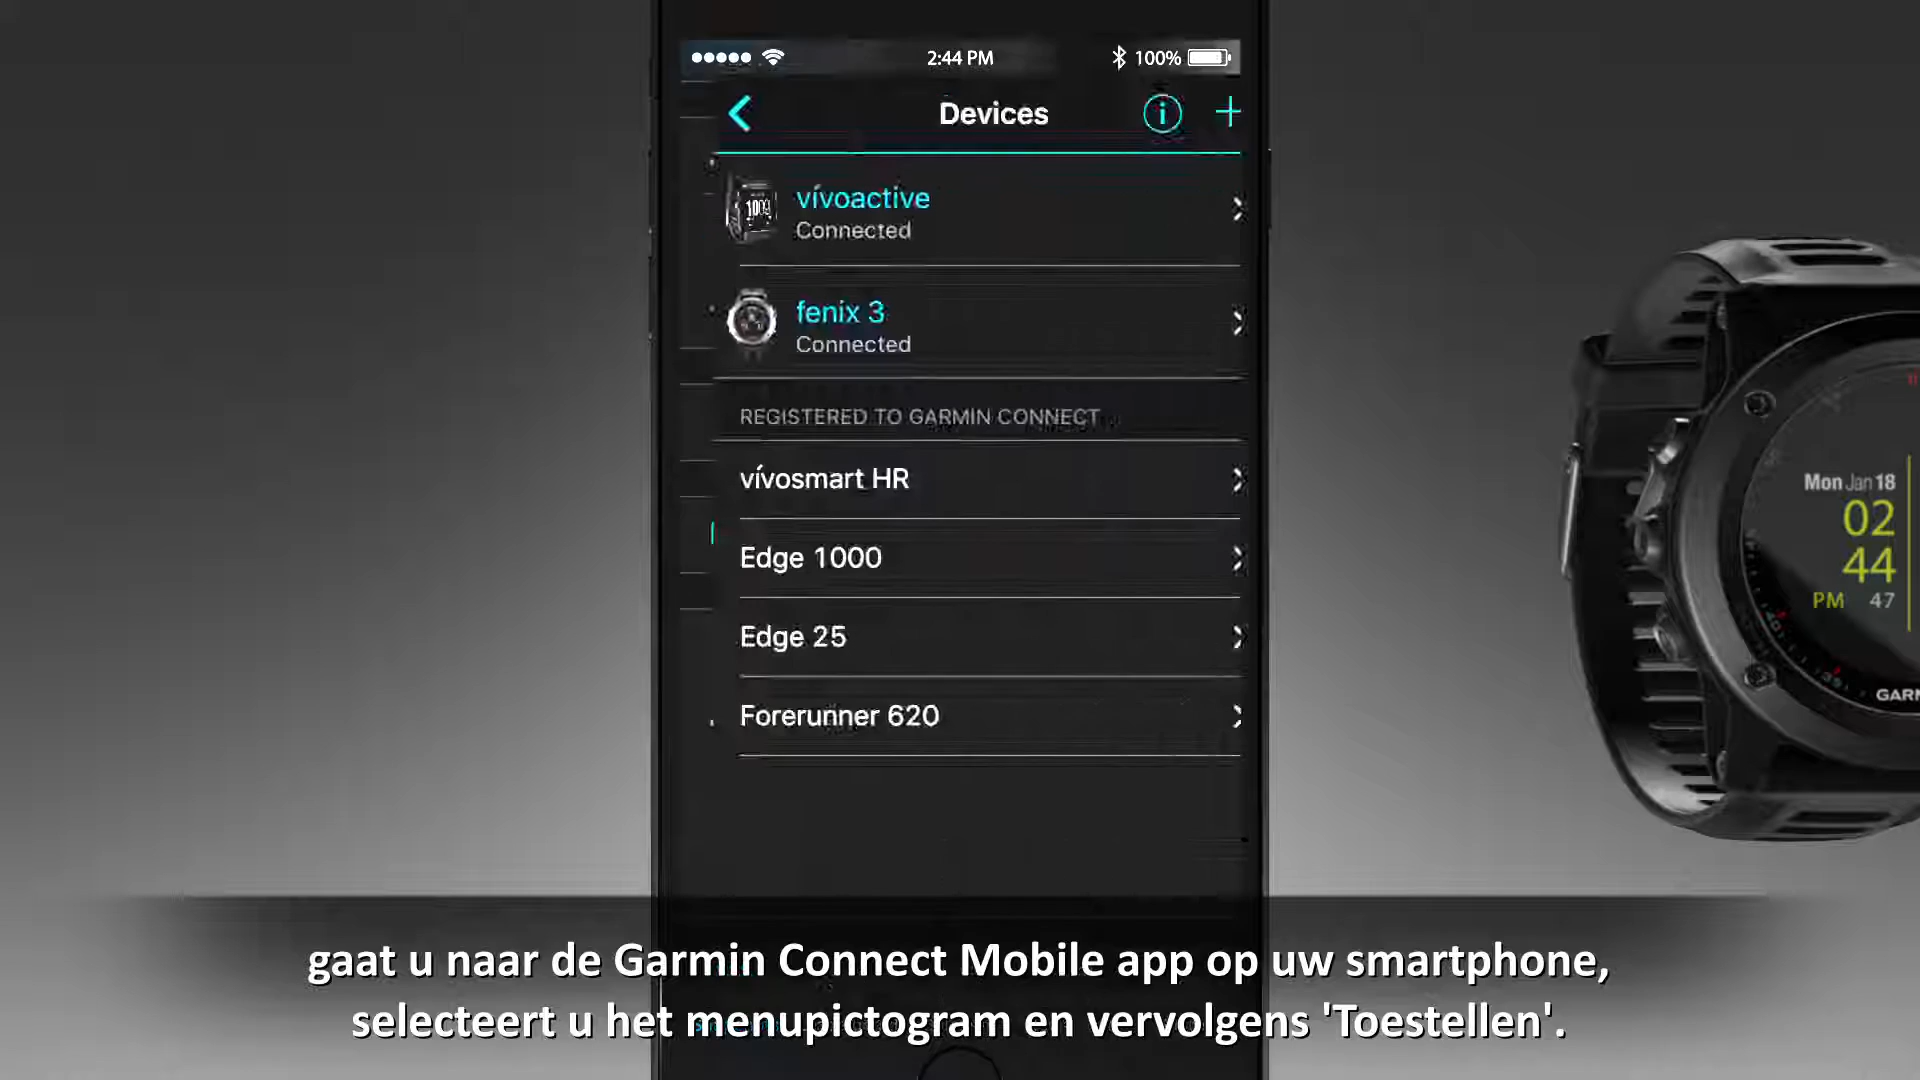 2:44 PM
100%
Devices
vívoactive
Connected
fenix 3
Connected
REGISTERED TO GARMIN CONNECT
vívosmart HR
Edge 1000
Edge 25
Forerunner 620
Mon Jan 18
02
44
PM 47
gaat u naar de Garmin Connect Mobile app op uw smartphone,
selecteert u het menupictogram en vervolgens 'Toestellen'.